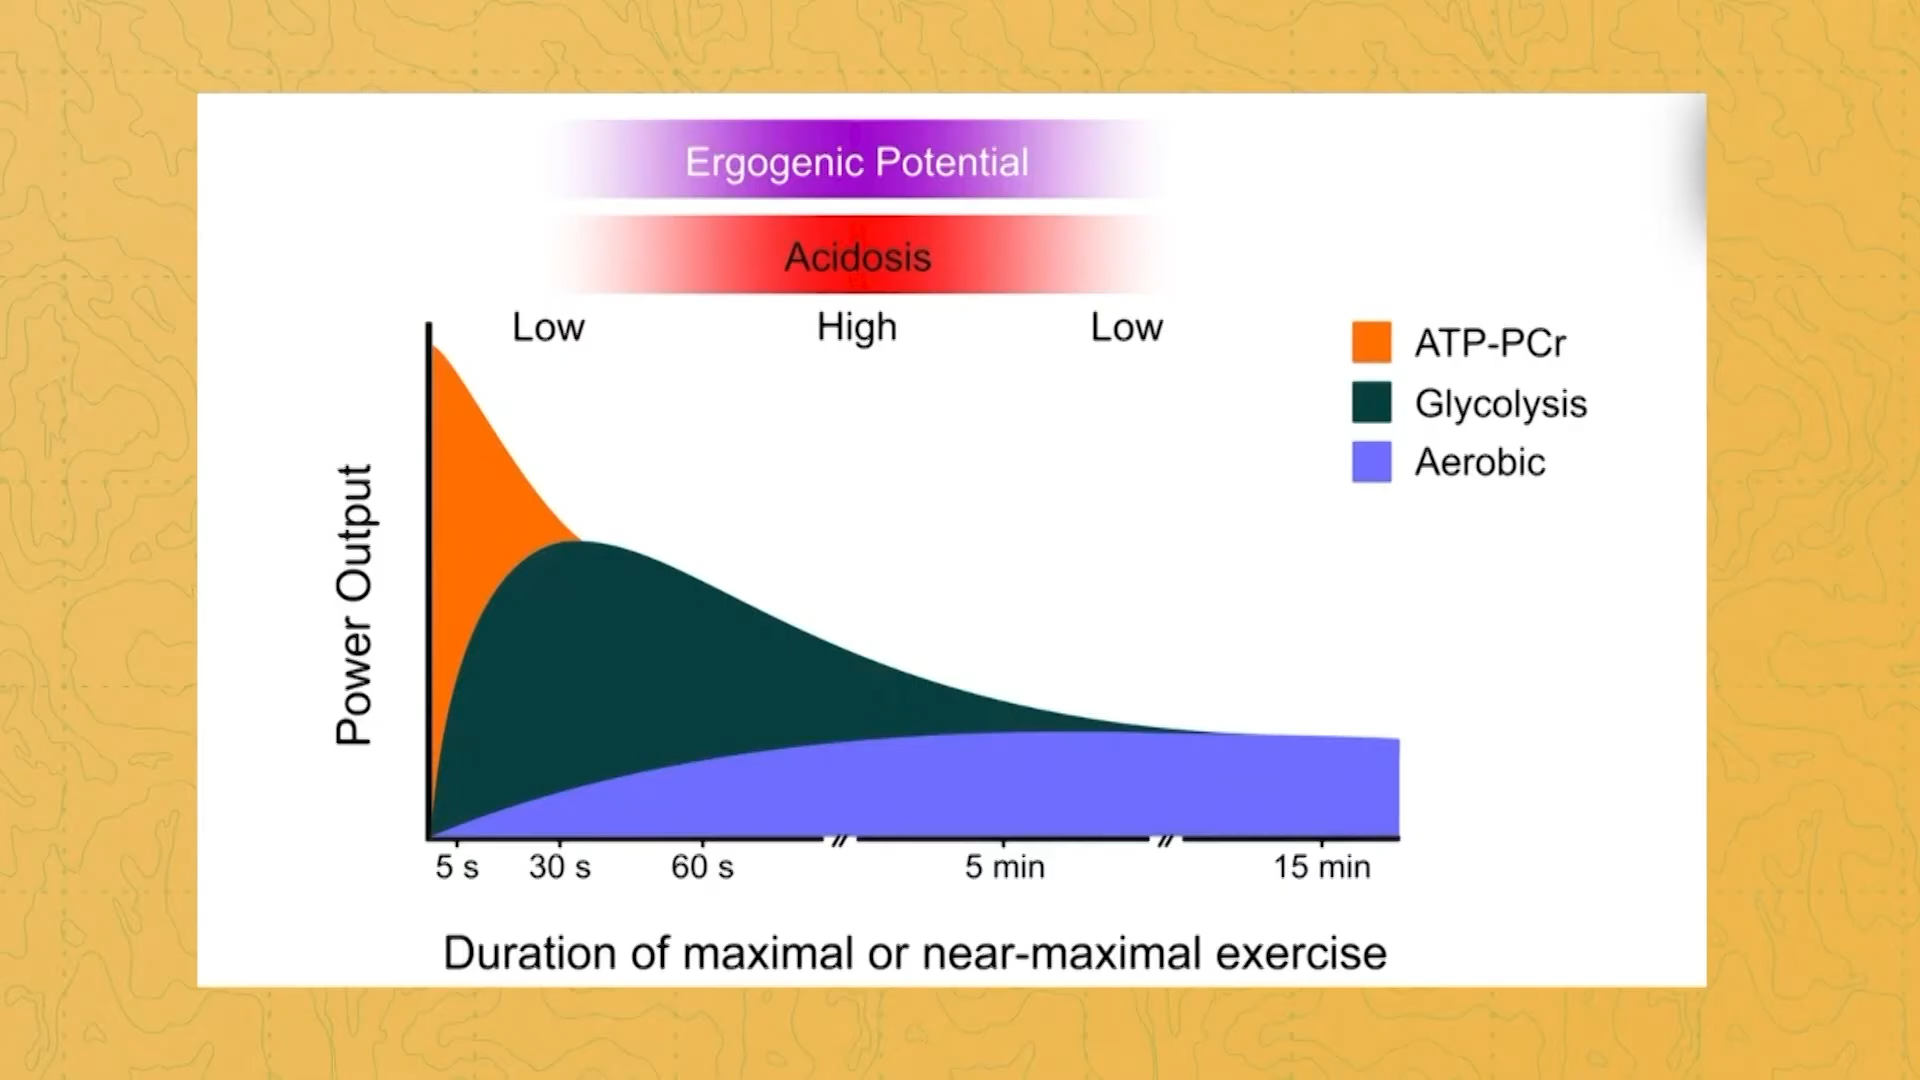 Ergogenic Potential
Acidosis
Low High Low
ATP-PCr
Glycolysis
Aerobic
Power Output
5 s 30 s 60 s 5 min 15 min
Duration of maximal or near-maximal exercise